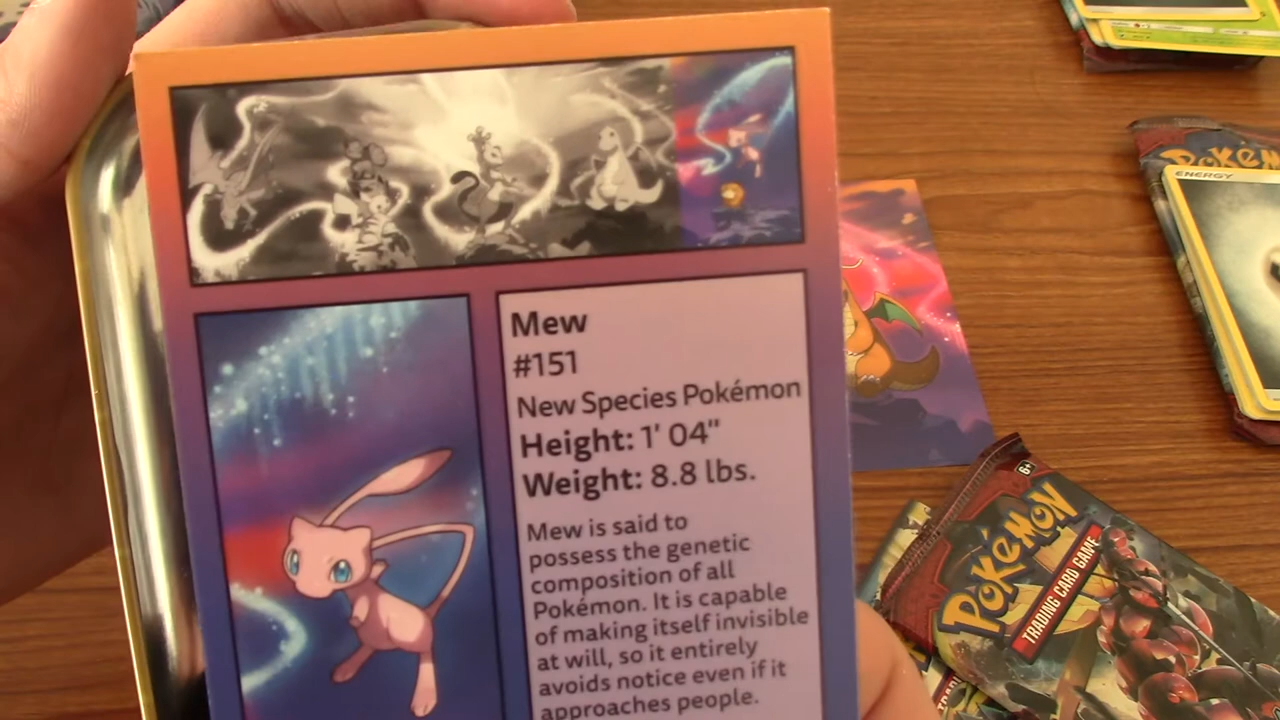 Mew
#151
New Species Pokémon
Height: 1' 04"
Weight: 8.8 lbs.
Mew is said to
possess the genetic
composition of all
Pokémon. It is capable
of making itself invisible
at will, so it entirely
avoids notice even if it
approaches people.
ENERGY
6+
POKÉMON
TRADING CARD GAME